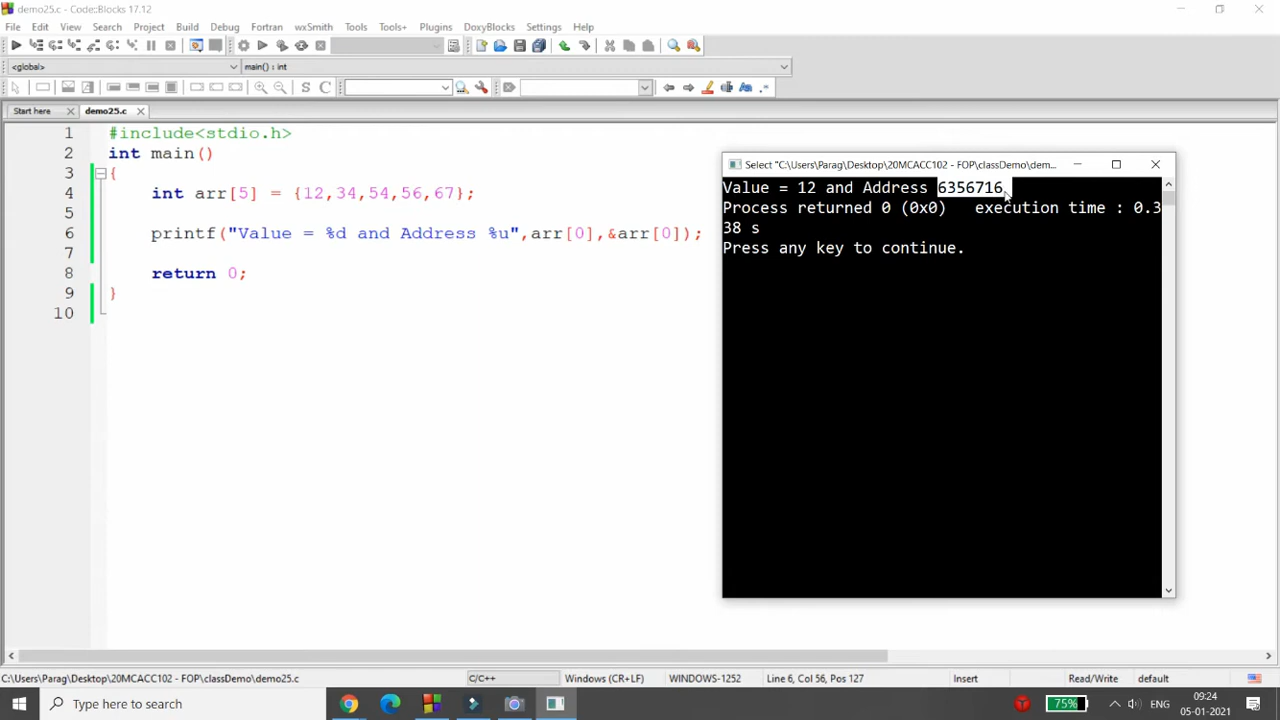 demo25.c - Code::Blocks 17.12
File Edit View Search Project Build Debug Fortran wxSmith Tools Tools+ Plugins DoxyBlocks Settings Help
<global> main() : int
S C
Start here demo25.c
1 #include<stdio.h>
2 int main()
3 {
4 int arr[5] = {12,34,54,56,67};
5
6 printf("Value = %d and Address %u",arr[0],&arr[0]);
7
8 return 0;
9 }
10
Select "C:\Users\Parag\Desktop\20MCACC102 - FOP\classDemo\dem...
Value = 12 and Address 6356716
Process returned 0 (0x0)   execution time : 0.3
38 s
Press any key to continue.
C:\Users\Parag\Desktop\20MCACC102 - FOP\classDemo\demo25.c C/C++ Windows (CR+LF) WINDOWS-1252 Line 6, Col 56, Pos 127 Insert Read/Write default
Type here to search 75% ENG 09:24
05-01-2021